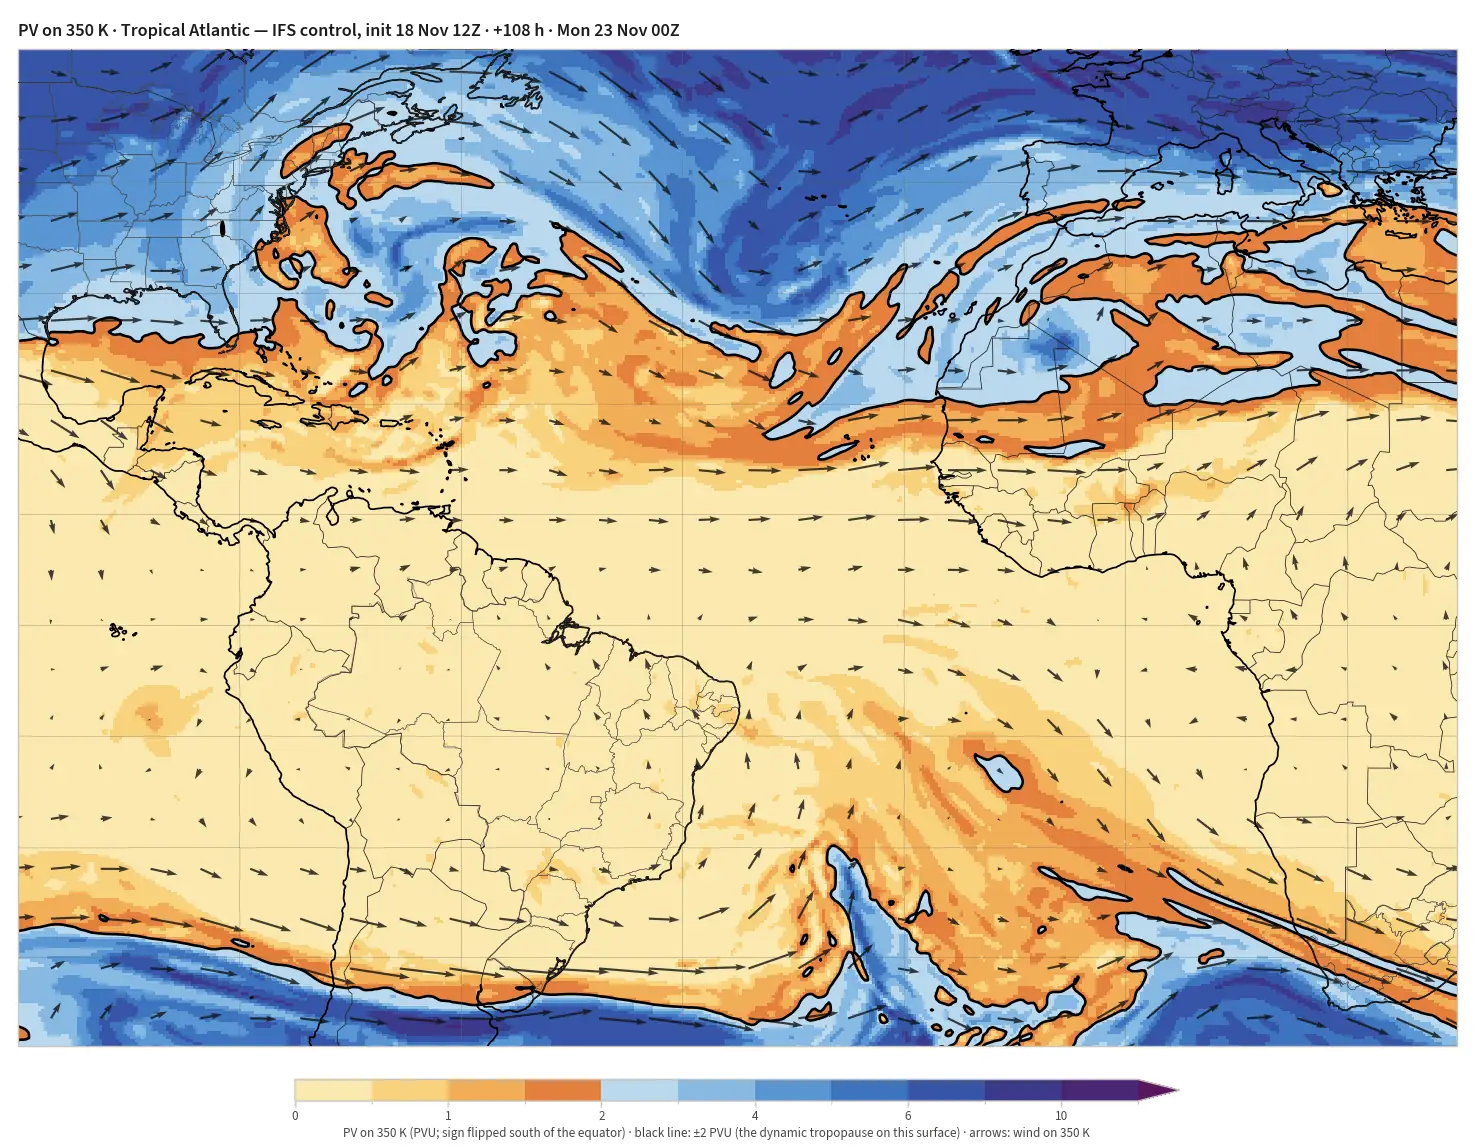 PV on 350 K · Tropical Atlantic — IFS control, init 18 Nov 12Z · +108 h · Mon 23 Nov 00Z
0 1 2 4 6 10
PV on 350 K (PVU; sign flipped south of the equator) · black line: ±2 PVU (the dynamic tropopause on this surface) · arrows: wind on 350 K